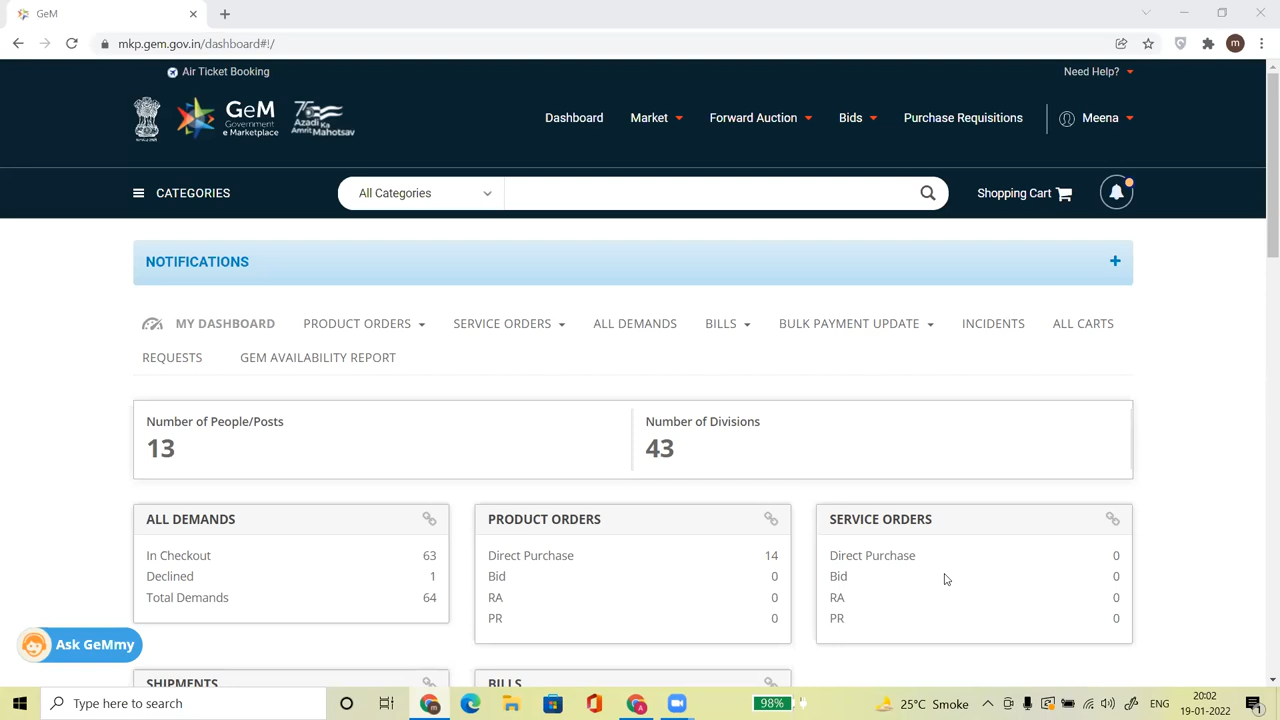 GeM
mkp.gem.gov.in/dashboard#!/
m
Air Ticket Booking
Need Help?
GeM
Government
e Marketplace
75
Azadi Ka
Amrit Mahotsav
Dashboard
Market
Forward Auction
Bids
Purchase Requisitions
Meena
CATEGORIES
All Categories
Shopping Cart
NOTIFICATIONS
+
MY DASHBOARD
PRODUCT ORDERS
SERVICE ORDERS
ALL DEMANDS
BILLS
BULK PAYMENT UPDATE
INCIDENTS
ALL CARTS
REQUESTS
GEM AVAILABILITY REPORT
Number of People/Posts
13
Number of Divisions
43
ALL DEMANDS
In Checkout 63
Declined 1
Total Demands 64
PRODUCT ORDERS
Direct Purchase 14
Bid 0
RA 0
PR 0
SERVICE ORDERS
Direct Purchase 0
Bid 0
RA 0
PR 0
Ask GeMmy
SHIPMENTS
BILLS
Type here to search
98%
25°C Smoke
ENG
20:02
19-01-2022
1